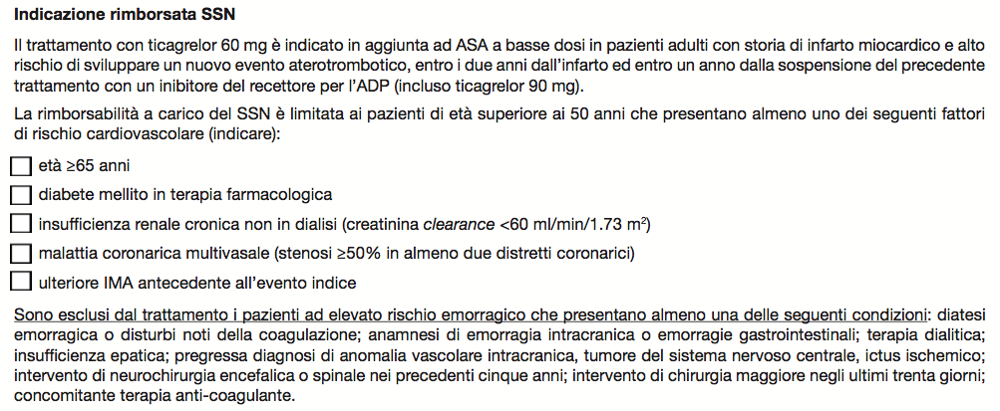 Indicazione rimborsata SSN
Il trattamento con ticagrelor 60 mg è indicato in aggiunta ad ASA a basse dosi in pazienti adulti con storia di infarto miocardico e alto
rischio di sviluppare un nuovo evento aterotrombotico, entro i due anni dall’infarto ed entro un anno dalla sospensione del precedente
trattamento con un inibitore del recettore per l’ADP (incluso ticagrelor 90 mg).
La rimborsabilità a carico del SSN è limitata ai pazienti di età superiore ai 50 anni che presentano almeno uno dei seguenti fattori
di rischio cardiovascolare (indicare):
età ≥65 anni
diabete mellito in terapia farmacologica
insufficienza renale cronica non in dialisi (creatinina clearance <60 ml/min/1.73 m²)
malattia coronarica multivasale (stenosi ≥50% in almeno due distretti coronarici)
ulteriore IMA antecedente all’evento indice
Sono esclusi dal trattamento i pazienti ad elevato rischio emorragico che presentano almeno una delle seguenti condizioni: diatesi
emorragica o disturbi noti della coagulazione; anamnesi di emorragia intracranica o emorragie gastrointestinali; terapia dialitica;
insufficienza epatica; pregressa diagnosi di anomalia vascolare intracranica, tumore del sistema nervoso centrale, ictus ischemico;
intervento di neurochirurgia encefalica o spinale nei precedenti cinque anni; intervento di chirurgia maggiore negli ultimi trenta giorni;
concomitante terapia anti-coagulante.